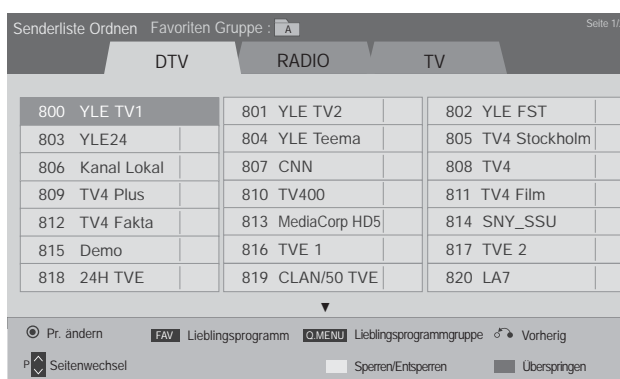 Senderliste Ordnen Favoriten Gruppe : A Seite 1/
DTV RADIO TV
800 YLE TV1 801 YLE TV2 802 YLE FST
803 YLE24 804 YLE Teema 805 TV4 Stockholm
806 Kanal Lokal 807 CNN 808 TV4
809 TV4 Plus 810 TV400 811 TV4 Film
812 TV4 Fakta 813 MediaCorp HD5 814 SNY_SSU
815 Demo 816 TVE 1 817 TVE 2
818 24H TVE 819 CLAN/50 TVE 820 LA7
Pr. ändern FAV Lieblingsprogramm Q.MENU Lieblingsprogrammgruppe Vorherig
P Seitenwechsel Sperren/Entsperren Überspringen